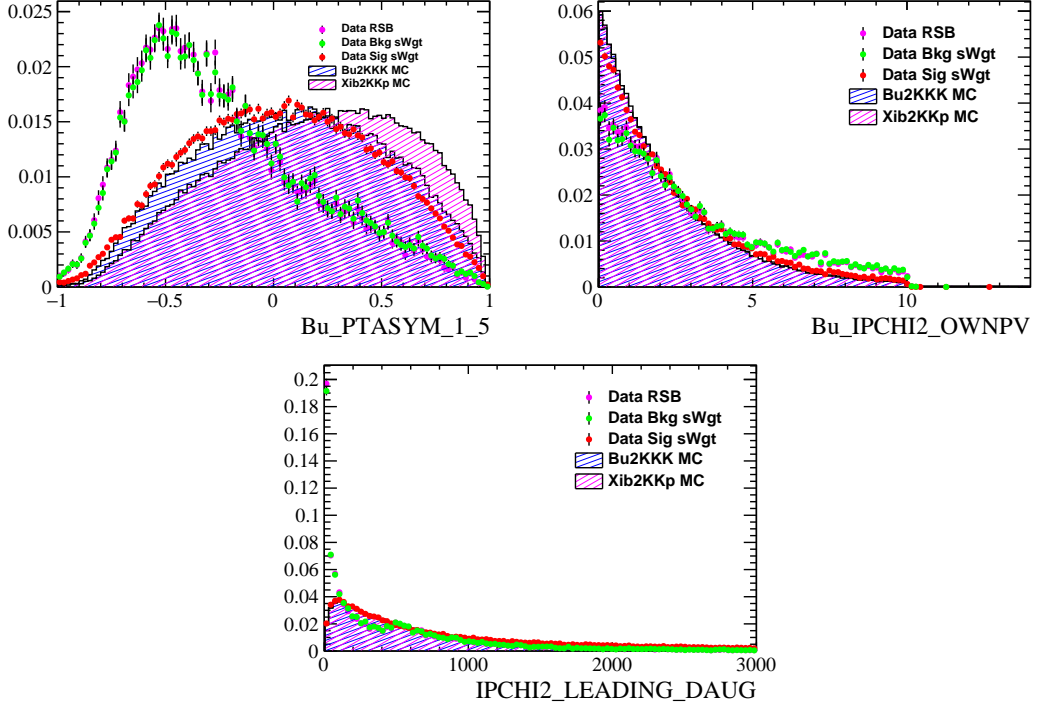 0.025
0.02
0.015
0.01
0.005
0
−1 −0.5 0 0.5 1
Bu_PTASYM_1_5
Data RSB
Data Bkg sWgt
Data Sig sWgt
Bu2KKK MC
Xib2KKp MC
0.06
0.05
0.04
0.03
0.02
0.01
0
0 5 10
Bu_IPCHI2_OWNPV
Data RSB
Data Bkg sWgt
Data Sig sWgt
Bu2KKK MC
Xib2KKp MC
0.2
0.18
0.16
0.14
0.12
0.1
0.08
0.06
0.04
0.02
0
0 1000 2000 3000
IPCHI2_LEADING_DAUG
Data RSB
Data Bkg sWgt
Data Sig sWgt
Bu2KKK MC
Xib2KKp MC